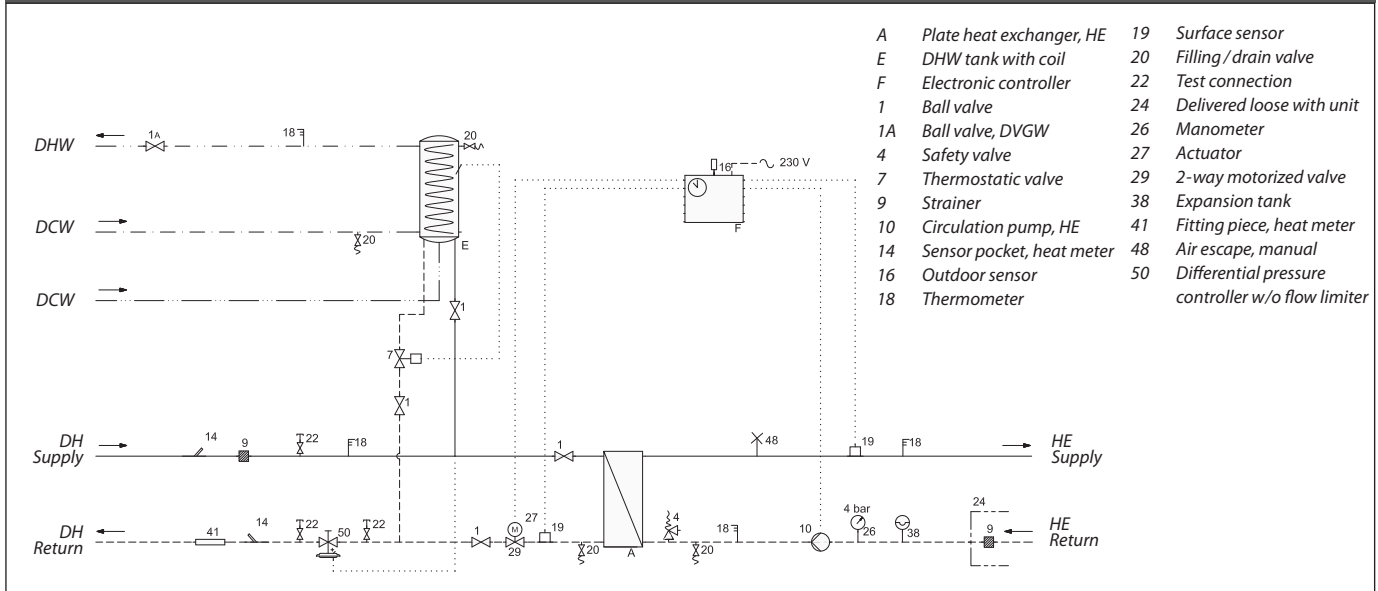 A Plate heat exchanger, HE
E DHW tank with coil
F Electronic controller
1 Ball valve
1A Ball valve, DVGW
4 Safety valve
7 Thermostatic valve
9 Strainer
10 Circulation pump, HE
14 Sensor pocket, heat meter
16 Outdoor sensor
18 Thermometer
19 Surface sensor
20 Filling / drain valve
22 Test connection
24 Delivered loose with unit
26 Manometer
27 Actuator
29 2-way motorized valve
38 Expansion tank
41 Fitting piece, heat meter
48 Air escape, manual
50 Differential pressure
controller w/o flow limiter
DHW
1A
18
20
16
230 V
F
DCW
20
E
DCW
1
7
1
DH
Supply
14
9
22
18
1
48
19
18
HE
Supply
DH
Return
41
14
22
50
22
1
M
27
29
19
20
A
4
20
18
10
4 bar
26
38
24
9
HE
Return